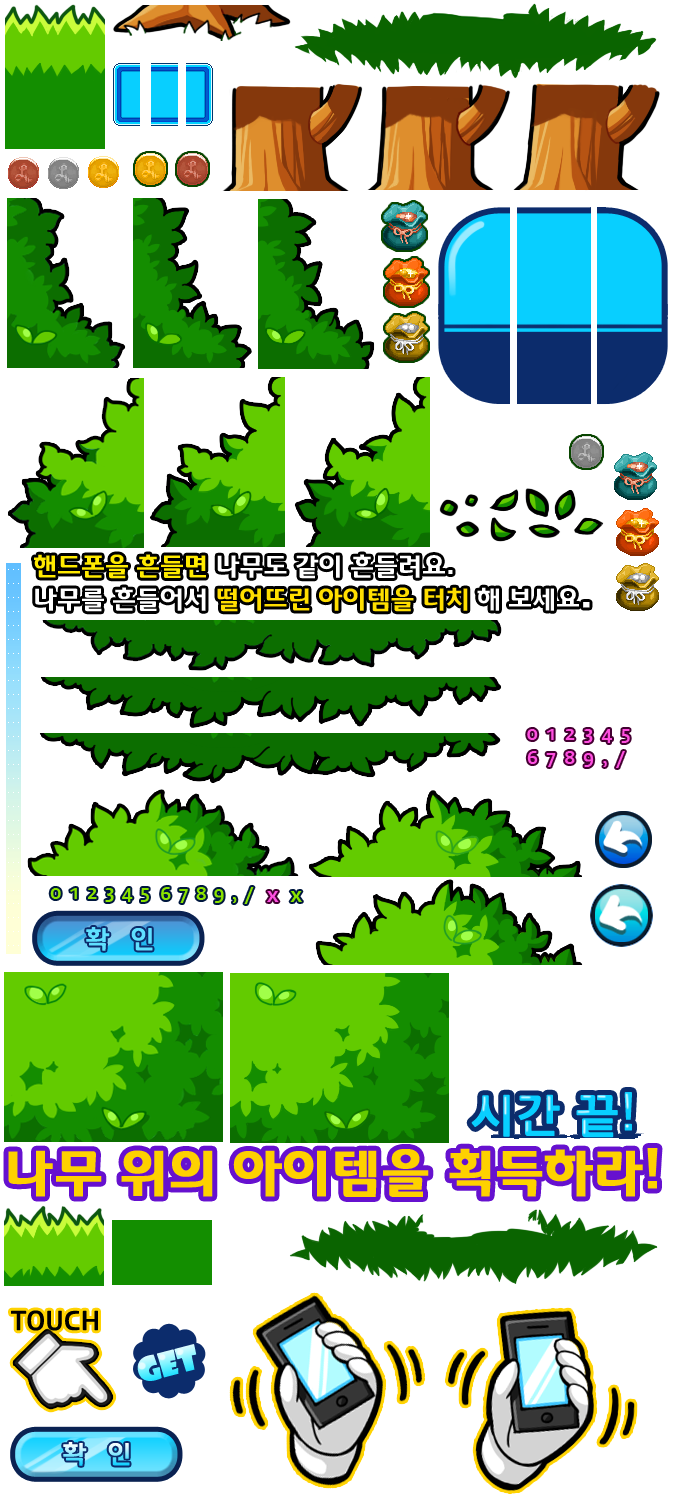 핸드폰을 흔들면 나무도 같이 흔들려요.
나무를 흔들어서 떨어뜨린 아이템을 터치 해 보세요.
0 1 2 3 4 5
6 7 8 9 , /
0 1 2 3 4 5 6 7 8 9 , / x x
확 인
시간 끝!
나무 위의 아이템을 획득하라!
TOUCH
GET
확 인